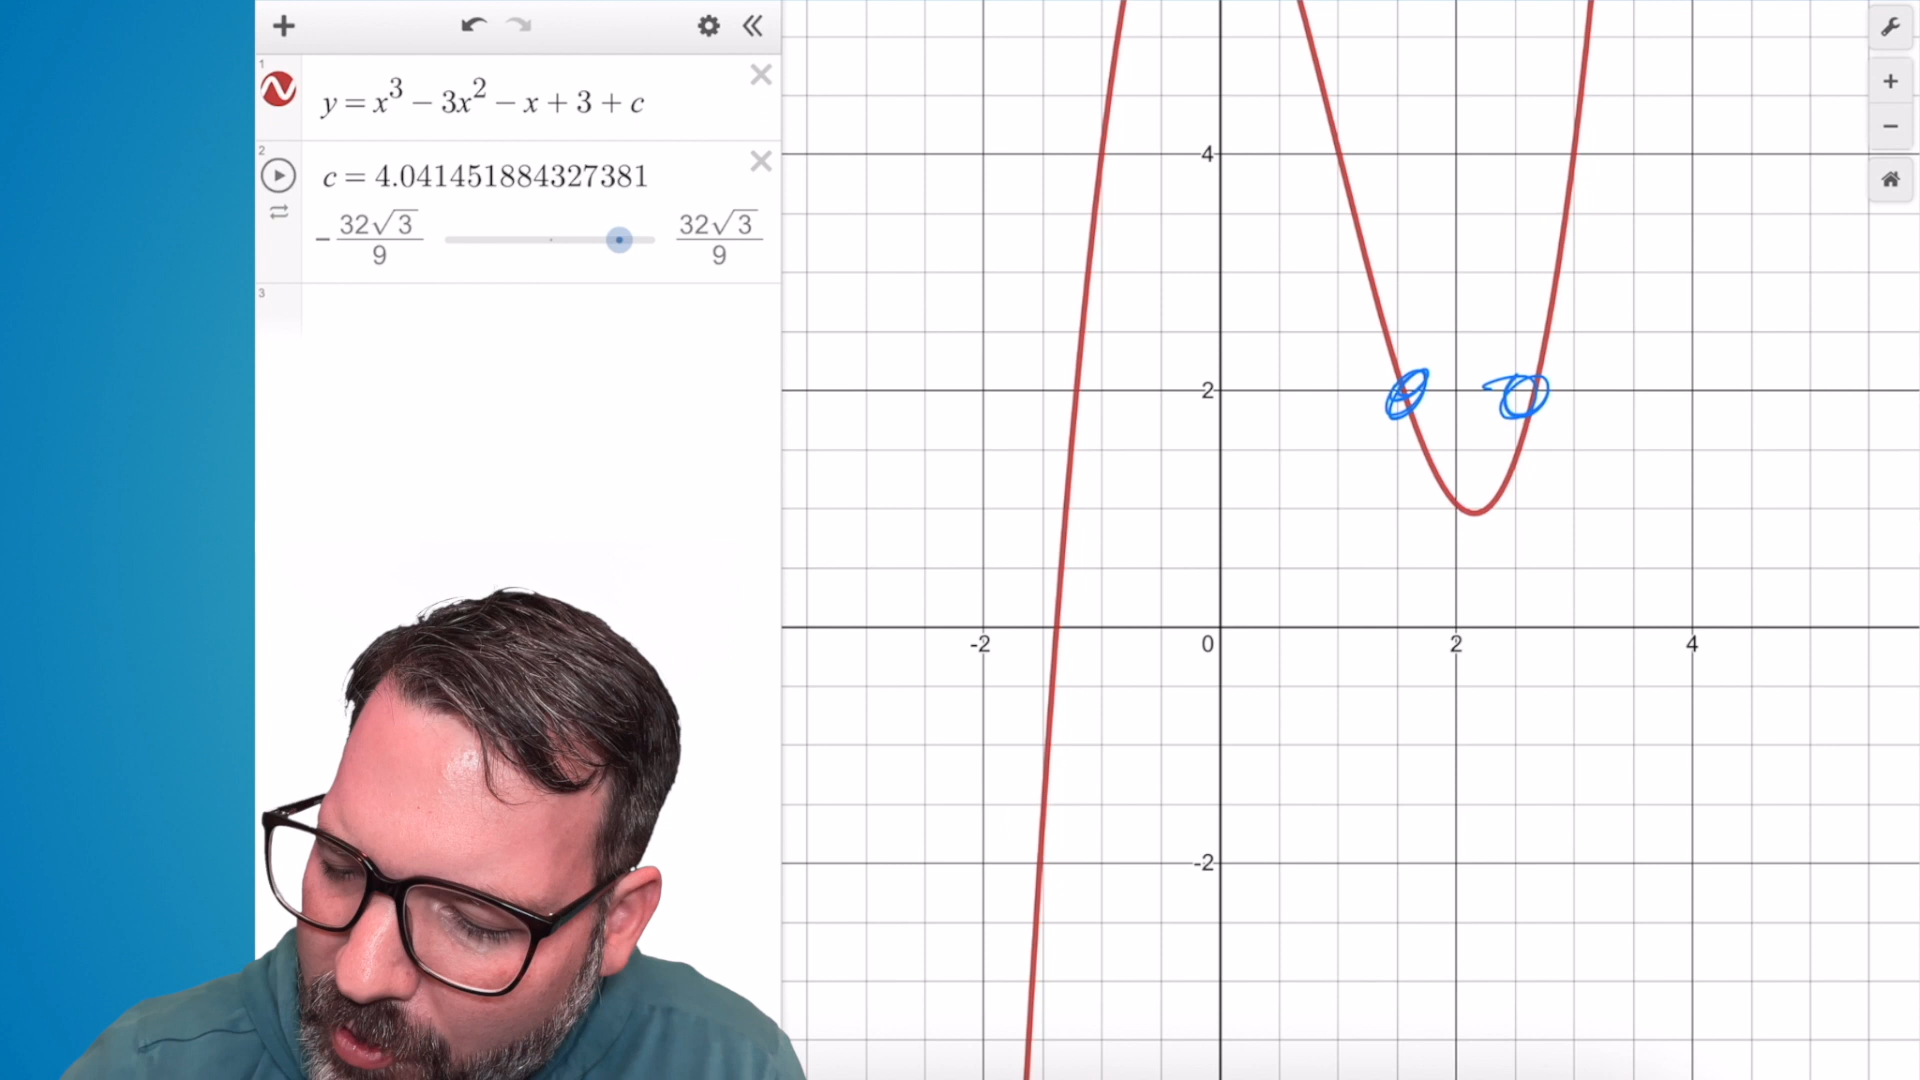 1
y = x³ − 3x² − x + 3 + c
2
c = 4.041451884327381
−32√3/9 32√3/9
3
4
2
-2 0 2 4
-2